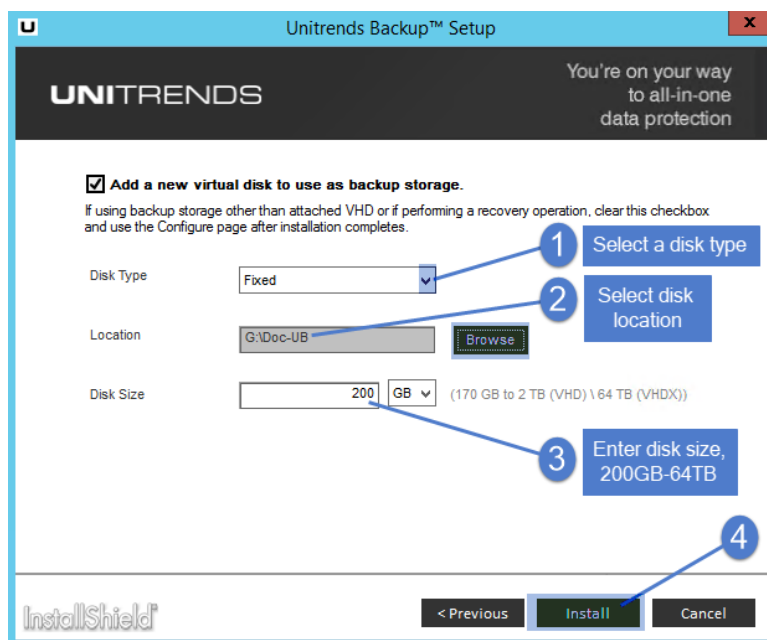 U
Unitrends Backup™ Setup
x
UNITRENDS
You're on your way
to all-in-one
data protection
Add a new virtual disk to use as backup storage.
If using backup storage other than attached VHD or if performing a recovery operation, clear this checkbox
and use the Configure page after installation completes.
1
Select a disk type
Disk Type
Fixed
2
Select disk
location
Location
G:\Doc-UB
Browse
Disk Size
200
GB
(170 GB to 2 TB (VHD) \ 64 TB (VHDX))
3
Enter disk size,
200GB-64TB
4
InstallShield®
< Previous
Install
Cancel